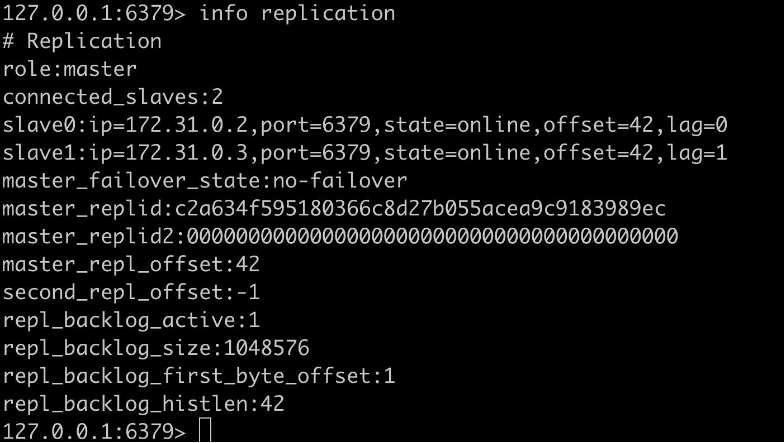 127.0.0.1:6379> info replication
# Replication
role:master
connected_slaves:2
slave0:ip=172.31.0.2,port=6379,state=online,offset=42,lag=0
slave1:ip=172.31.0.3,port=6379,state=online,offset=42,lag=1
master_failover_state:no-failover
master_replid:c2a634f595180366c8d27b055acea9c9183989ec
master_replid2:0000000000000000000000000000000000000000
master_repl_offset:42
second_repl_offset:-1
repl_backlog_active:1
repl_backlog_size:1048576
repl_backlog_first_byte_offset:1
repl_backlog_histlen:42
127.0.0.1:6379>